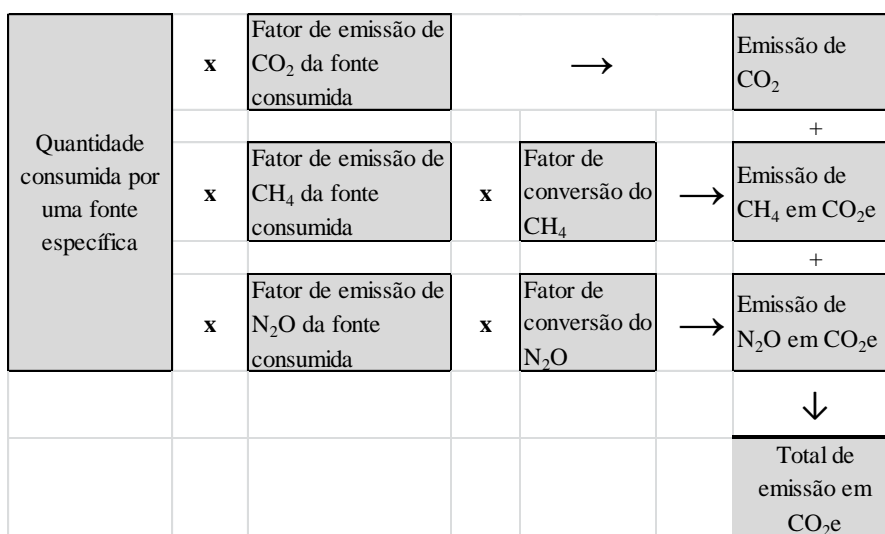 Quantidade
consumida por
uma fonte
específica
x
Fator de emissão de
CO₂ da fonte
consumida
→
Emissão de
CO₂
+
x
Fator de emissão de
CH₄ da fonte
consumida
x
Fator de
conversão do
CH₄
→
Emissão de
CH₄ em CO₂e
+
x
Fator de emissão de
N₂O da fonte
consumida
x
Fator de
conversão do
N₂O
→
Emissão de
N₂O em CO₂e
↓
Total de
emissão em
CO₂e